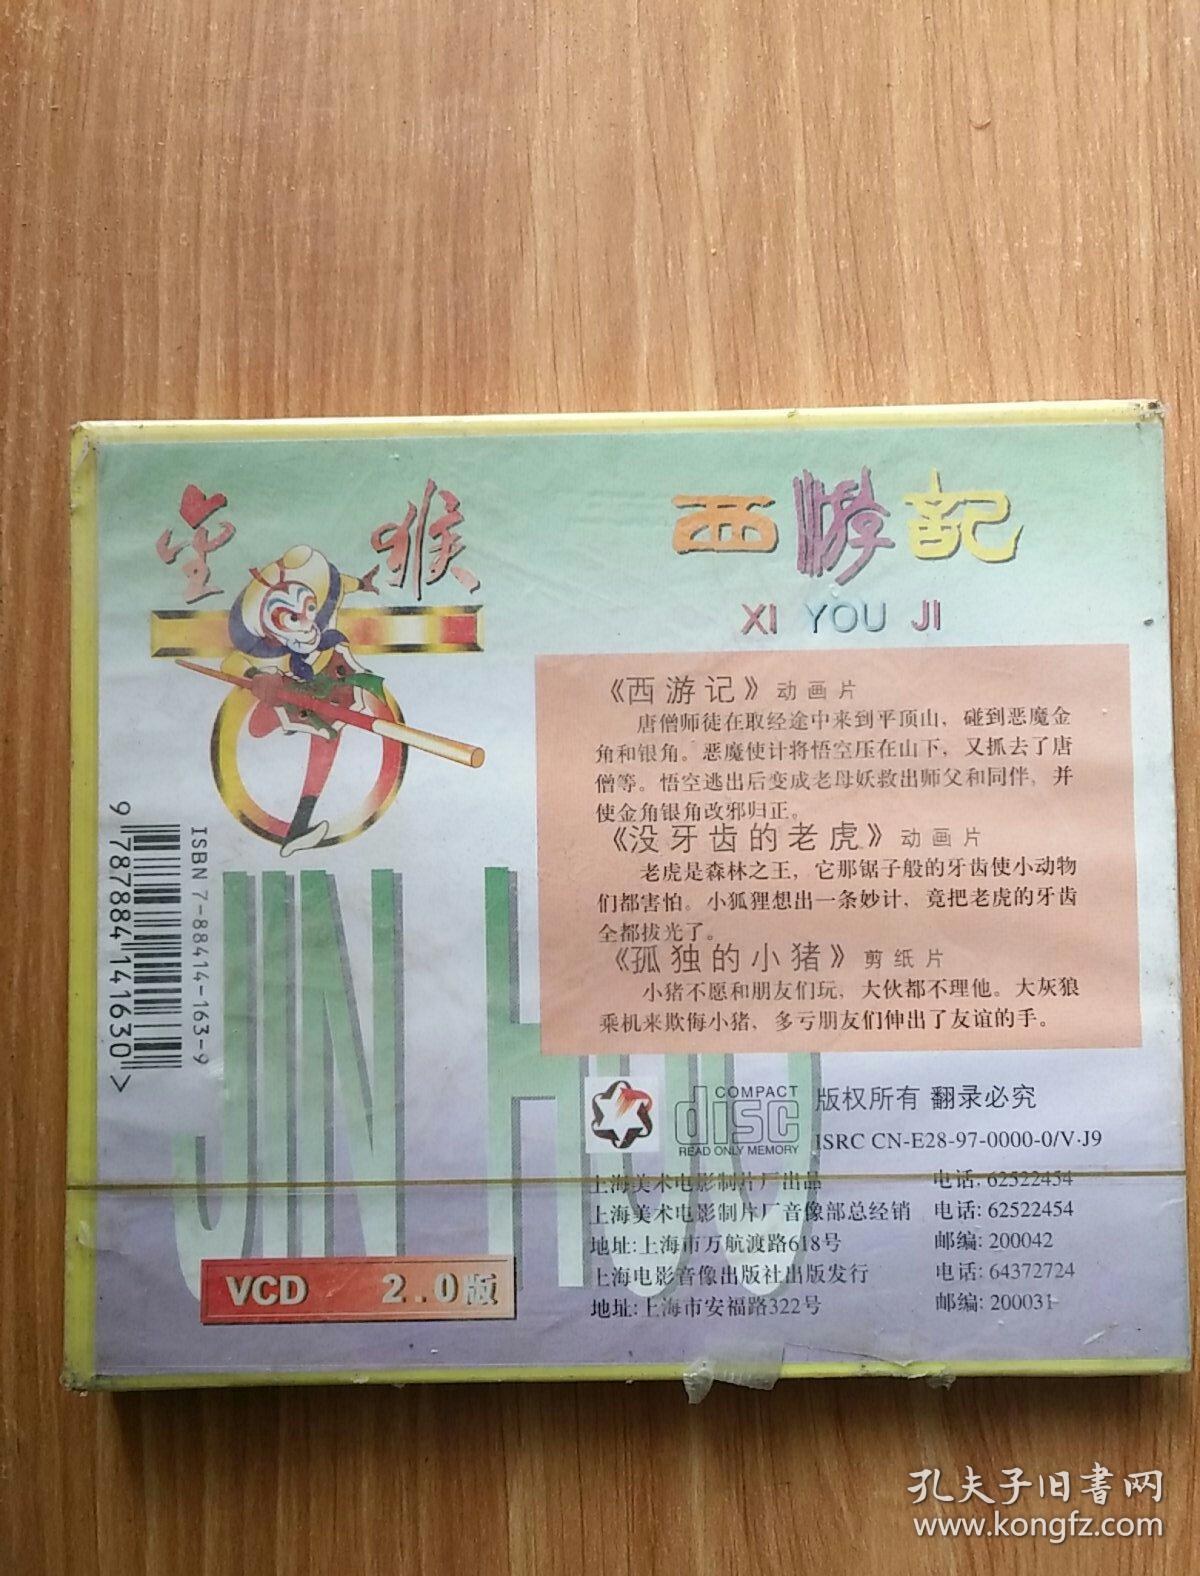 金 猴
西游记
XI YOU JI
《西游记》动画片
唐僧师徒在取经途中来到平顶山，碰到恶魔金
角和银角。恶魔使计将悟空压在山下，又抓去了唐
僧等。悟空逃出后变成老母妖救出师父和同伴，并
使金角银角改邪归正。
《没牙齿的老虎》动画片
老虎是森林之王，它那锯子般的牙齿使小动物
们都害怕。小狐狸想出一条妙计，竟把老虎的牙齿
全都拔光了。
《孤独的小猪》剪纸片
小猪不愿和朋友们玩，大伙都不理他。大灰狼
乘机来欺侮小猪，多亏朋友们伸出了友谊的手。
ISBN 7-88414-163-9
9 787884 141630 >
JIN HOU
COMPACT
disc
READ ONLY MEMORY
版权所有 翻录必究
ISRC CN-E28-97-0000-0/V·J9
上海美术电影制片厂出品 电话: 62522454
上海美术电影制片厂音像部总经销 电话: 62522454
地址:上海市万航渡路618号 邮编: 200042
上海电影音像出版社出版发行 电话: 64372724
地址:上海市安福路322号 邮编: 200031
VCD 2..0版
孔夫子旧书网
www.kongfz.com